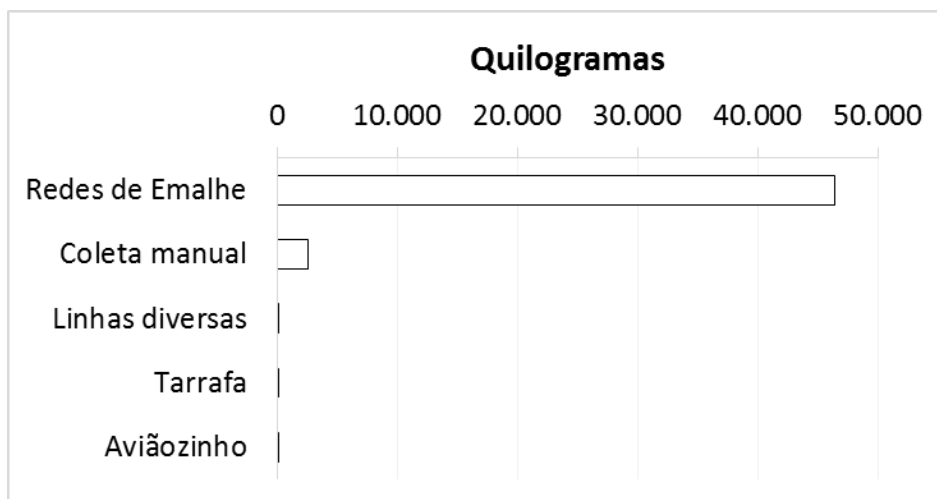 Quilogramas
0 10.000 20.000 30.000 40.000 50.000
Redes de Emalhe
Coleta manual
Linhas diversas
Tarrafa
Aviãozinho